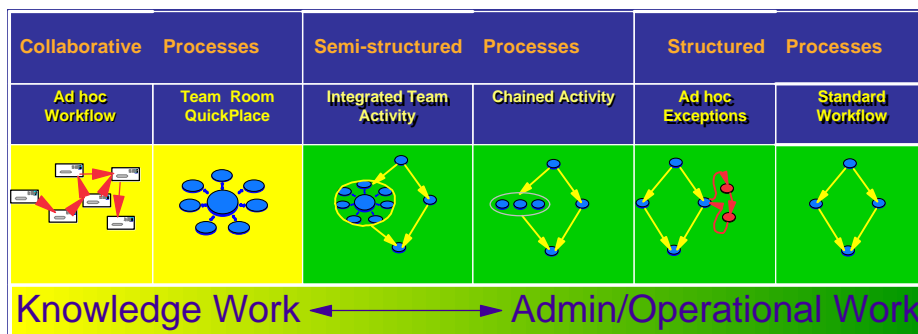 Collaborative Processes Semi-structured Processes Structured Processes
Ad hoc
Workflow
Team Room
QuickPlace
Integrated Team
Activity
Chained Activity
Ad hoc
Exceptions
Standard
Workflow
Knowledge Work Admin/Operational Work